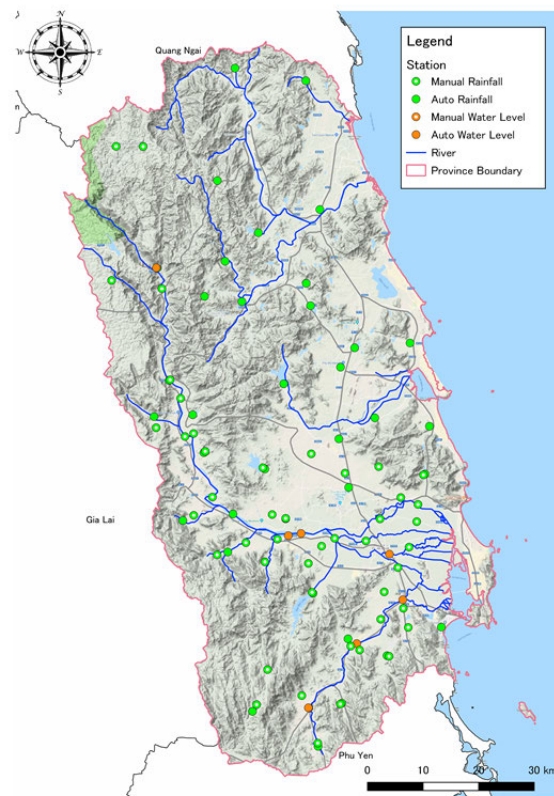 N
W
E
S
Quang Ngai
Legend
Station
Manual Rainfall
Auto Rainfall
Manual Water Level
Auto Water Level
River
Province Boundary
Gia Lai
Phu Yen
0 10 20 30 km